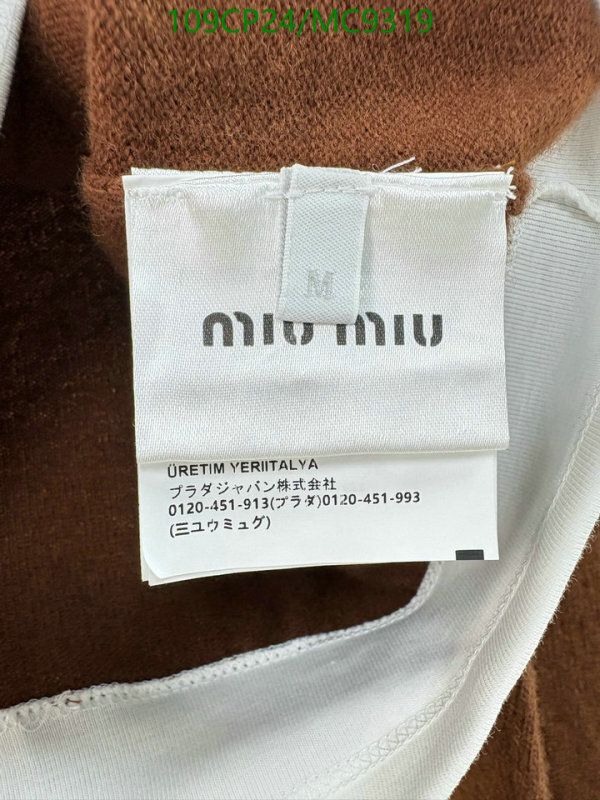 109CP24/MC9319
M
miu miu
ÜRETIM YERIITALYA
プラダジャパン株式会社
0120-451-913(プラダ)0120-451-993
(三ユウミュグ)